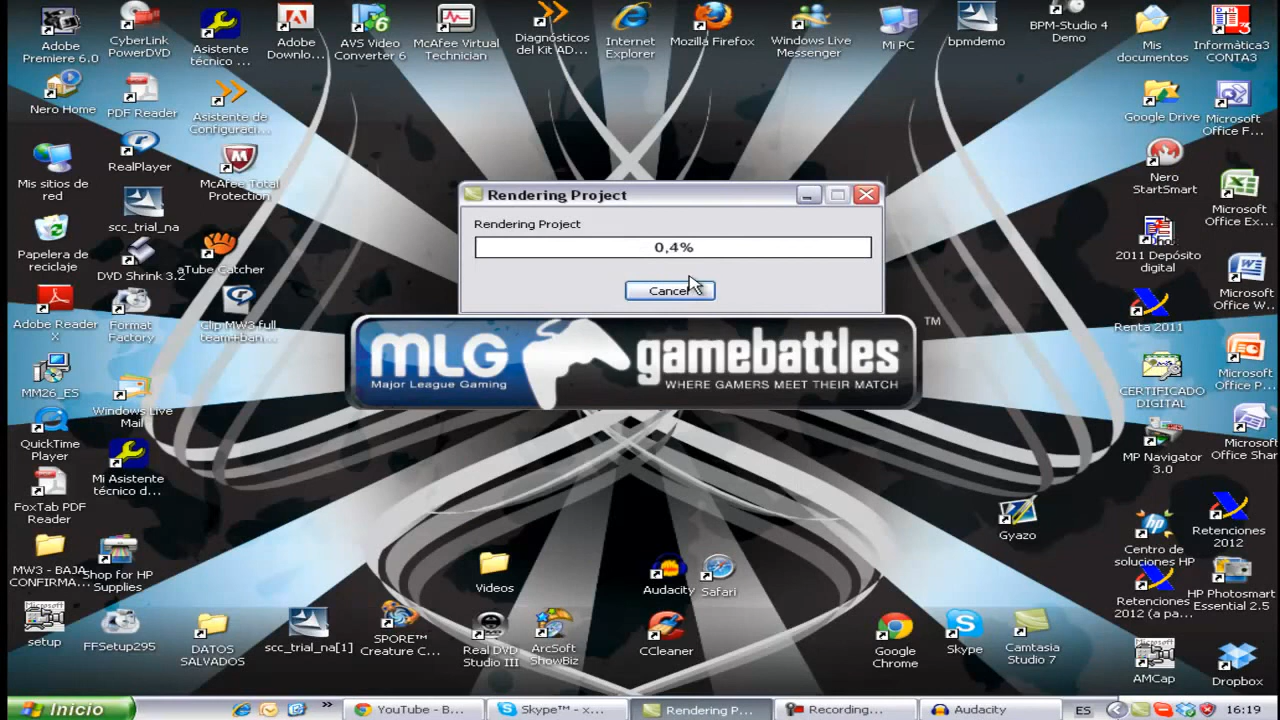 Adobe
Premiere 6.0
CyberLink
PowerDVD
Asistente
técnico ...
Adobe
Downlo...
AVS Video
Converter 6
McAfee Virtual
Technician
Diagnósticos
del Kit AD...
Internet
Explorer
Mozilla Firefox
Windows Live
Messenger
Mi PC
bpmdemo
BPM-Studio 4
Demo
Mis
documentos
Informàtica3
CONTA3
Nero Home
PDF Reader
Asistente de
Configuraci...
Google Drive
Microsoft
Office F...
RealPlayer
Mis sitios de
red
McAfee Total
Protection
Nero
StartSmart
Microsoft
Office Ex...
Rendering Project
Rendering Project
0,4%
Cancel
scc_trial_na
Papelera de
reciclaje
DVD Shrink 3.2
aTube Catcher
2011 Depósito
digital
Microsoft
Office W...
Adobe Reader
X
Format
Factory
Clip MW3 full
team+bari...
Renta 2011
MLG
Major League Gaming
gamebattles
WHERE GAMERS MEET THEIR MATCH
™
MM26_ES
Windows Live
Mail
CERTIFICADO
DIGITAL
Microsoft
Office P...
QuickTime
Player
Mi Asistente
técnico d...
MP Navigator
3.0
Microsoft
Office Shar
FoxTab PDF
Reader
Gyazo
Centro de
soluciones HP
Retenciones
2012
MW3 - BAJA
CONFIRMA...
Shop for HP
Supplies
Videos
Audacity
Safari
Retenciones
2012 (a pa...
HP Photosmart
Essential 2.5
setup
FFSetup295
DATOS
SALVADOS
scc_trial_na[1]
SPORE™
Creature C...
Real DVD
Studio III
ArcSoft
ShowBiz
CCleaner
Google
Chrome
Skype
Camtasia
Studio 7
AMCap
Dropbox
Inicio
YouTube - B...
Skype™ - x...
Rendering P...
Recording...
Audacity
ES
16:19